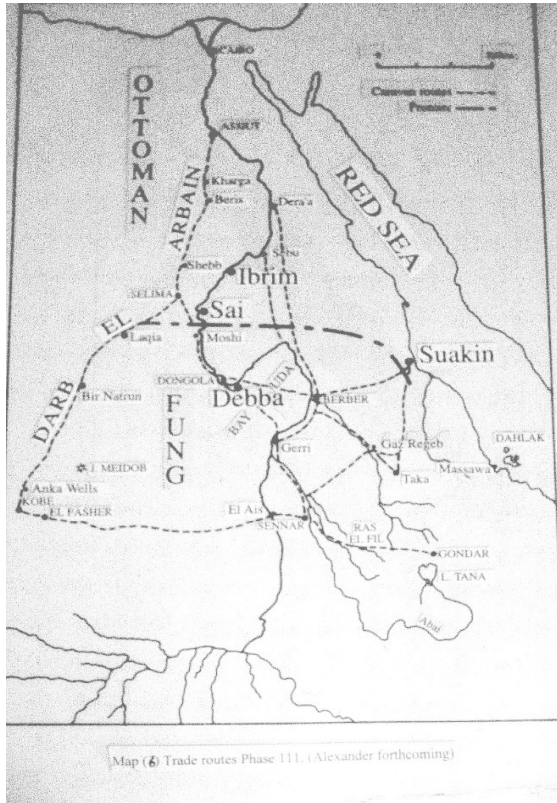 CAIRO
OTTOMAN
Caravan routes
Frontier
ASSIUT
RED SEA
Kharga
Beris
Dera'a
ARBAIN
Sebu
Shebb
Ibrim
SELIMA
Sai
EL
Laqia
Moshi
Suakin
DARB
Bir Natrun
DONGOLA
Debba
BAYUDA
BERBER
FUNG
Gerri
Gaz Regeb
DAHLAK
J. MEIDOB
Taka
Massawa
Anka Wells
KOBE
EL FASHER
El Ais
SENNAR
RAS
EL FIL
GONDAR
L. TANA
Abai
Map (6) Trade routes Phase 111. (Alexander forthcoming)